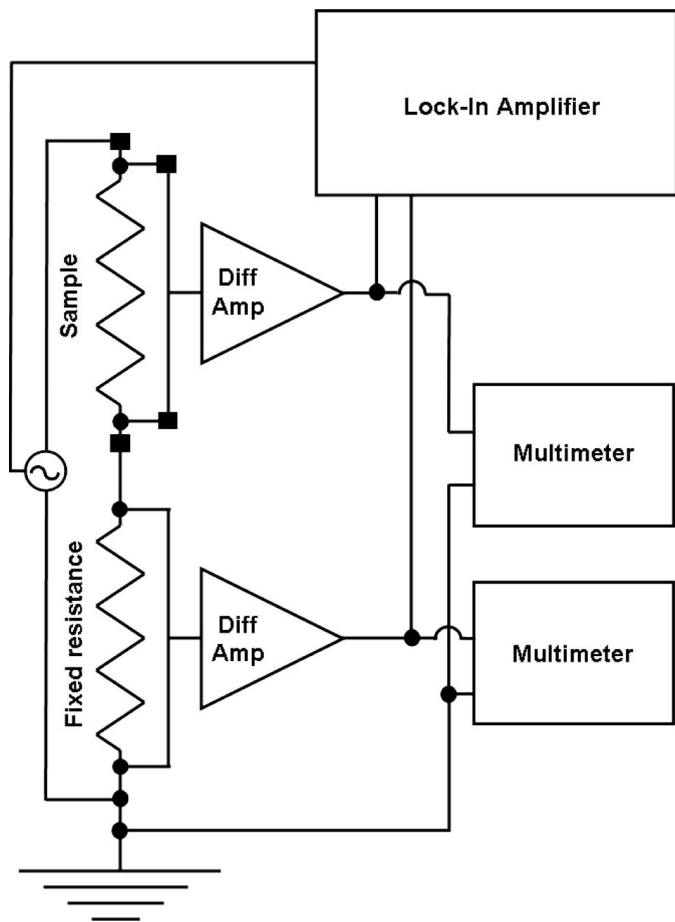 Lock-In Amplifier
Sample
Diff
Amp
Multimeter
Fixed resistance
Diff
Amp
Multimeter